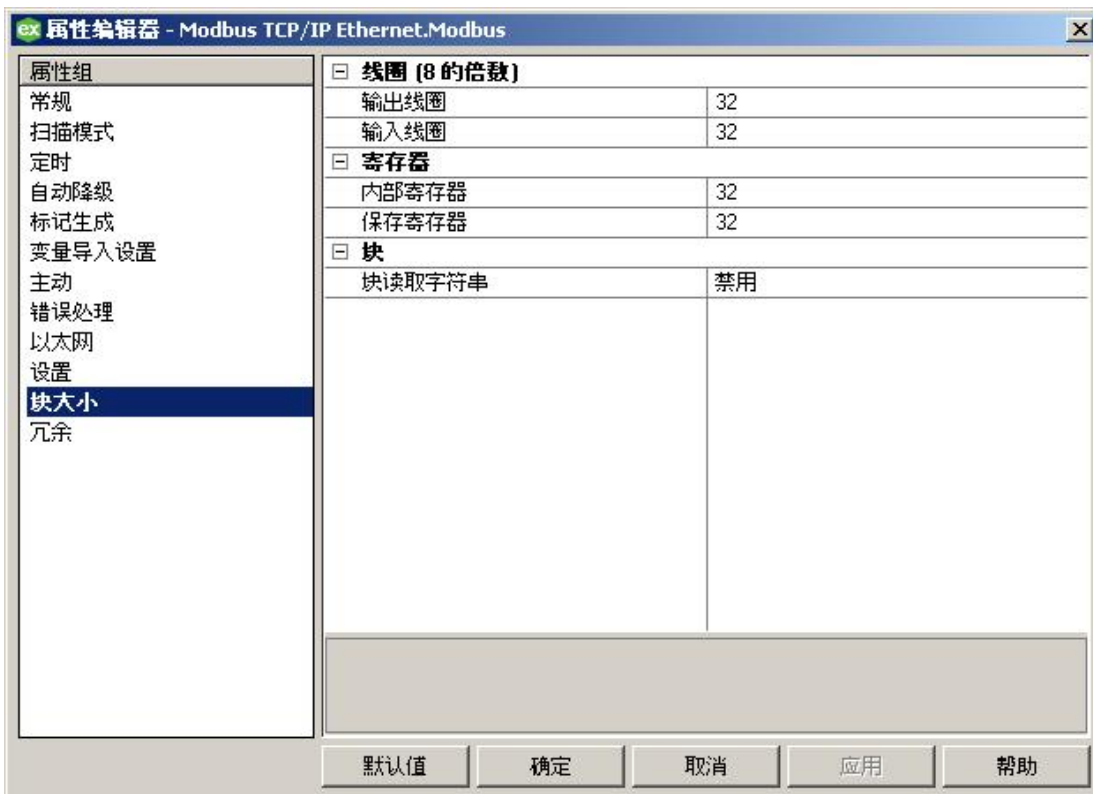 ex 属性编辑器 - Modbus TCP/IP Ethernet.Modbus
属性组
常规
扫描模式
定时
自动降级
标记生成
变量导入设置
主动
错误处理
以太网
设置
块大小
冗余
线圈 (8 的倍数)
输出线圈 32
输入线圈 32
寄存器
内部寄存器 32
保存寄存器 32
块
块读取字符串 禁用
默认值 确定 取消 应用 帮助